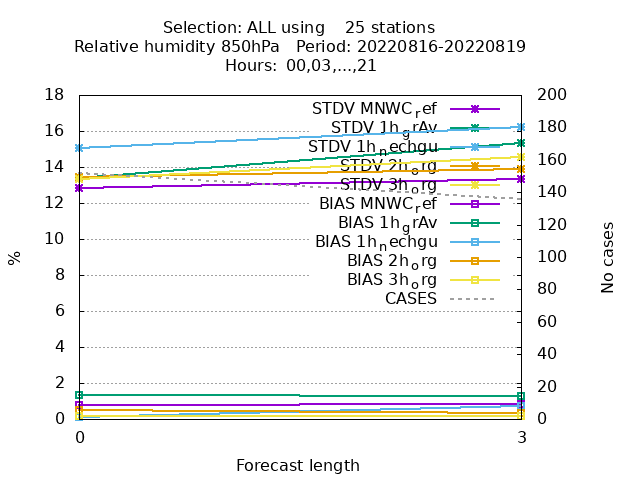 Selection: ALL using 25 stations
Relative humidity 850hPa Period: 20220816-20220819
Hours: 00,03,...,21
18 200
16 180
14 160
12 140
10 120
8 100
6 80
4 60
2 40
0 20
0
% No cases
STDV MNWC_ref
STDV 1h_grAv
STDV 1h_nechgu
STDV 2h_org
STDV 3h_org
BIAS MNWC_ref
BIAS 1h_grAv
BIAS 1h_nechgu
BIAS 2h_org
BIAS 3h_org
CASES
0 3
Forecast length